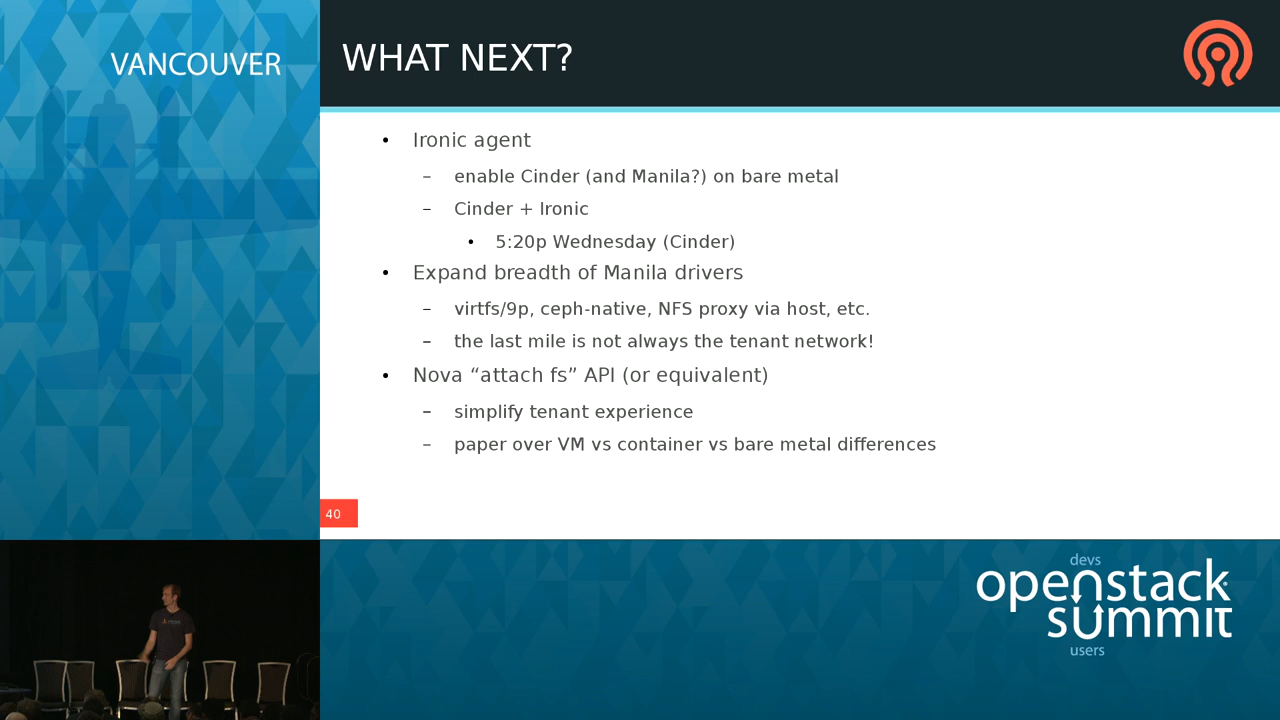 VANCOUVER
WHAT NEXT?
• Ironic agent
– enable Cinder (and Manila?) on bare metal
– Cinder + Ironic
• 5:20p Wednesday (Cinder)
• Expand breadth of Manila drivers
– virtfs/9p, ceph-native, NFS proxy via host, etc.
– the last mile is not always the tenant network!
• Nova “attach fs” API (or equivalent)
– simplify tenant experience
– paper over VM vs container vs bare metal differences
40
devs
openstack
summit
users